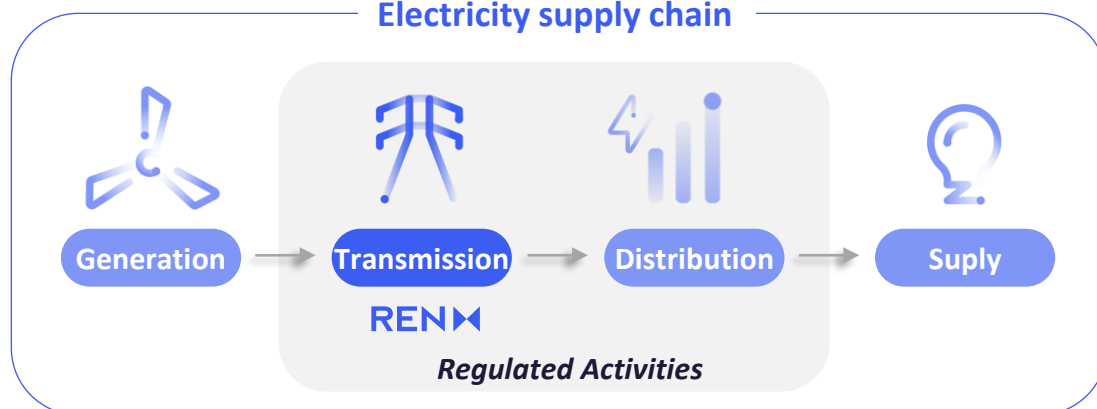 Electricity supply chain
Generation
Transmission
Distribution
Suply
REN
Regulated Activities